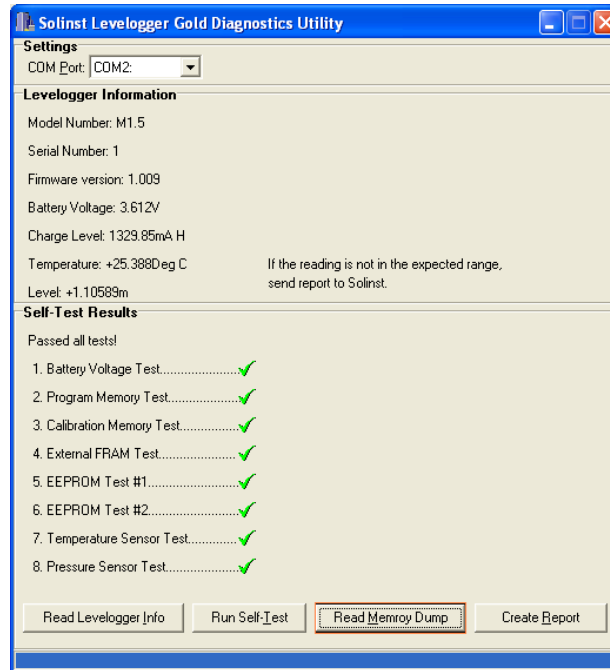 Solinst Levelogger Gold Diagnostics Utility
Settings
COM Port: COM2:
Levelogger Information
Model Number: M1.5
Serial Number: 1
Firmware version: 1.009
Battery Voltage: 3.612V
Charge Level: 1329.85mA H
Temperature: +25.388Deg C
If the reading is not in the expected range,
send report to Solinst.
Level: +1.10589m
Self-Test Results
Passed all tests!
1. Battery Voltage Test......................
2. Program Memory Test..................
3. Calibration Memory Test..............
4. External FRAM Test.....................
5. EEPROM Test #1.........................
6. EEPROM Test #2.........................
7. Temperature Sensor Test.............
8. Pressure Sensor Test...................
Read Levelogger Info
Run Self-Test
Read Memroy Dump
Create Report